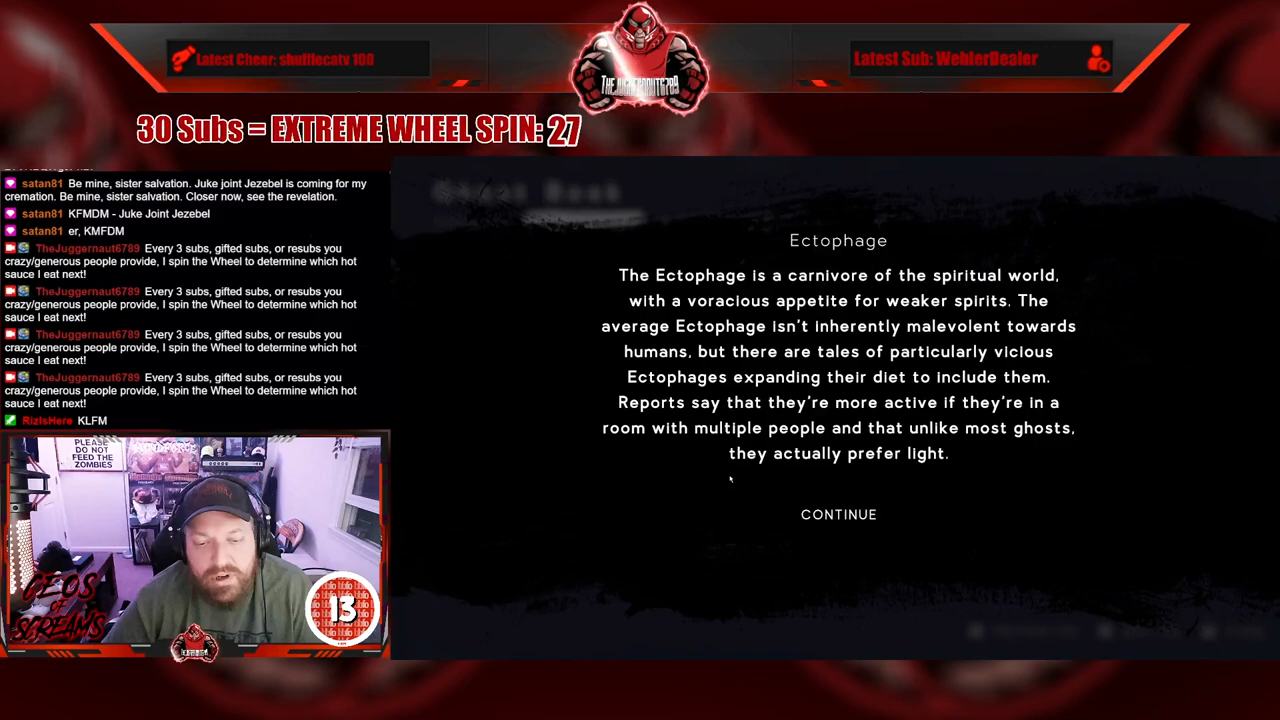 Latest Cheer: shufflecatv 100
THEJUGGERNAUT6789
Latest Sub: WehlerDealer
30 Subs = EXTREME WHEEL SPIN: 27
satan81 Be mine, sister salvation. Juke joint Jezebel is coming for my
cremation. Be mine, sister salvation. Closer now, see the revelation.
satan81 KFMDM - Juke Joint Jezebel
satan81 er, KMFDM
TheJuggernaut6789 Every 3 subs, gifted subs, or resubs you
crazy/generous people provide, I spin the Wheel to determine which hot
sauce I eat next!
TheJuggernaut6789 Every 3 subs, gifted subs, or resubs you
crazy/generous people provide, I spin the Wheel to determine which hot
sauce I eat next!
TheJuggernaut6789 Every 3 subs, gifted subs, or resubs you
crazy/generous people provide, I spin the Wheel to determine which hot
sauce I eat next!
TheJuggernaut6789 Every 3 subs, gifted subs, or resubs you
crazy/generous people provide, I spin the Wheel to determine which hot
sauce I eat next!
RizIsHere KLFM
Ectophage
The Ectophage is a carnivore of the spiritual world,
with a voracious appetite for weaker spirits. The
average Ectophage isn't inherently malevolent towards
humans, but there are tales of particularly vicious
Ectophages expanding their diet to include them.
Reports say that they're more active if they're in a
room with multiple people and that unlike most ghosts,
they actually prefer light.
CONTINUE
PLEASE
DO NOT
FEED THE
ZOMBIES
GEOS
OF
SCREAMS
13